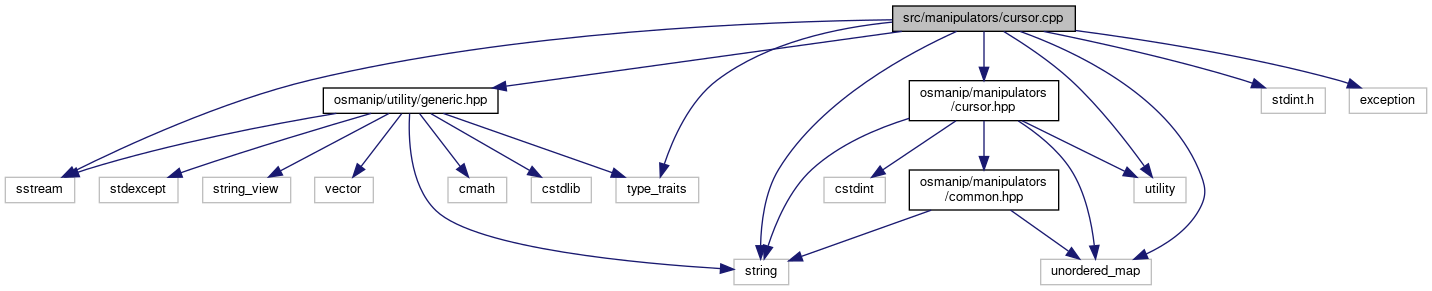 src/manipulators/cursor.cpp
osmanip/utility/generic.hpp
osmanip/manipulators
/cursor.hpp
stdint.h
exception
sstream
stdexcept
string_view
vector
cmath
cstdlib
type_traits
cstdint
osmanip/manipulators
/common.hpp
utility
string
unordered_map